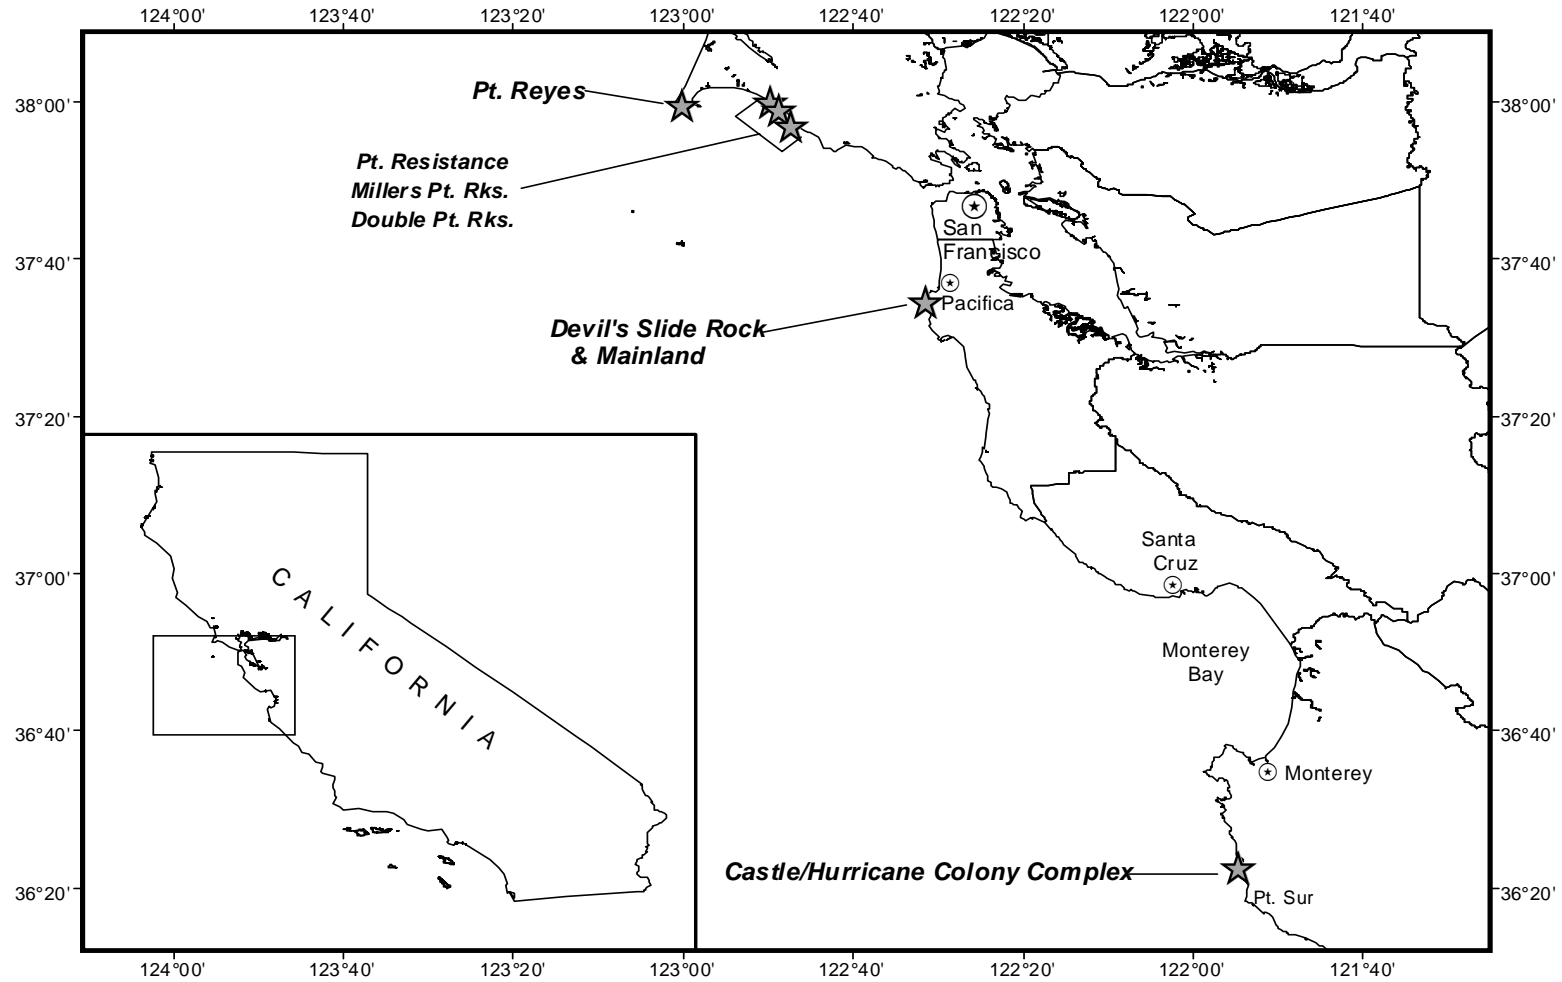 124°00' 123°40' 123°20' 123°00' 122°40' 122°20' 122°00' 121°40'
Pt. Reyes
38°00' 38°00'
Pt. Resistance
Millers Pt. Rks.
Double Pt. Rks.
San
Francisco
37°40' 37°40'
Pacifica
Devil's Slide Rock
& Mainland
37°20' 37°20'
Santa
Cruz
37°00' 37°00'
CALIFORNIA
Monterey
Bay
36°40' 36°40'
Monterey
Castle/Hurricane Colony Complex
36°20' 36°20'
Pt. Sur
124°00' 123°40' 123°20' 123°00' 122°40' 122°20' 122°00' 121°40'